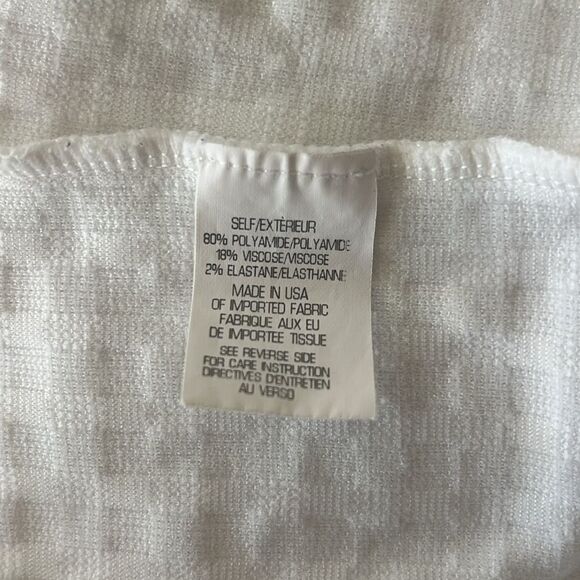 SELF/EXTÈRIEUR
80% POLYAMIDE/POLYAMIDE
18% VISCOSE/VISCOSE
2% ELASTANE/ELASTHANNE
MADE IN USA
OF IMPORTED FABRIC
FABRIQUE AUX EU
DE IMPORTEE TISSUE
SEE REVERSE SIDE
FOR CARE INSTRUCTION
DIRECTIVES D'ENTRETIEN
AU VERSO